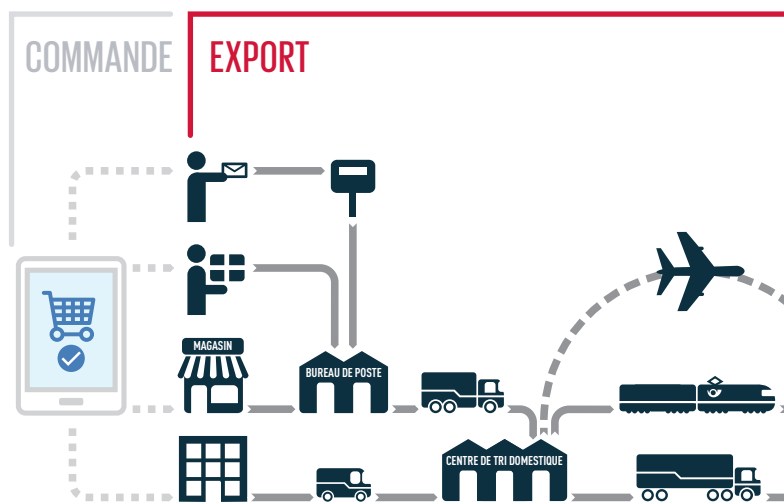 COMMANDE
EXPORT
MAGASIN
BUREAU DE POSTE
CENTRE DE TRI DOMESTIQUE